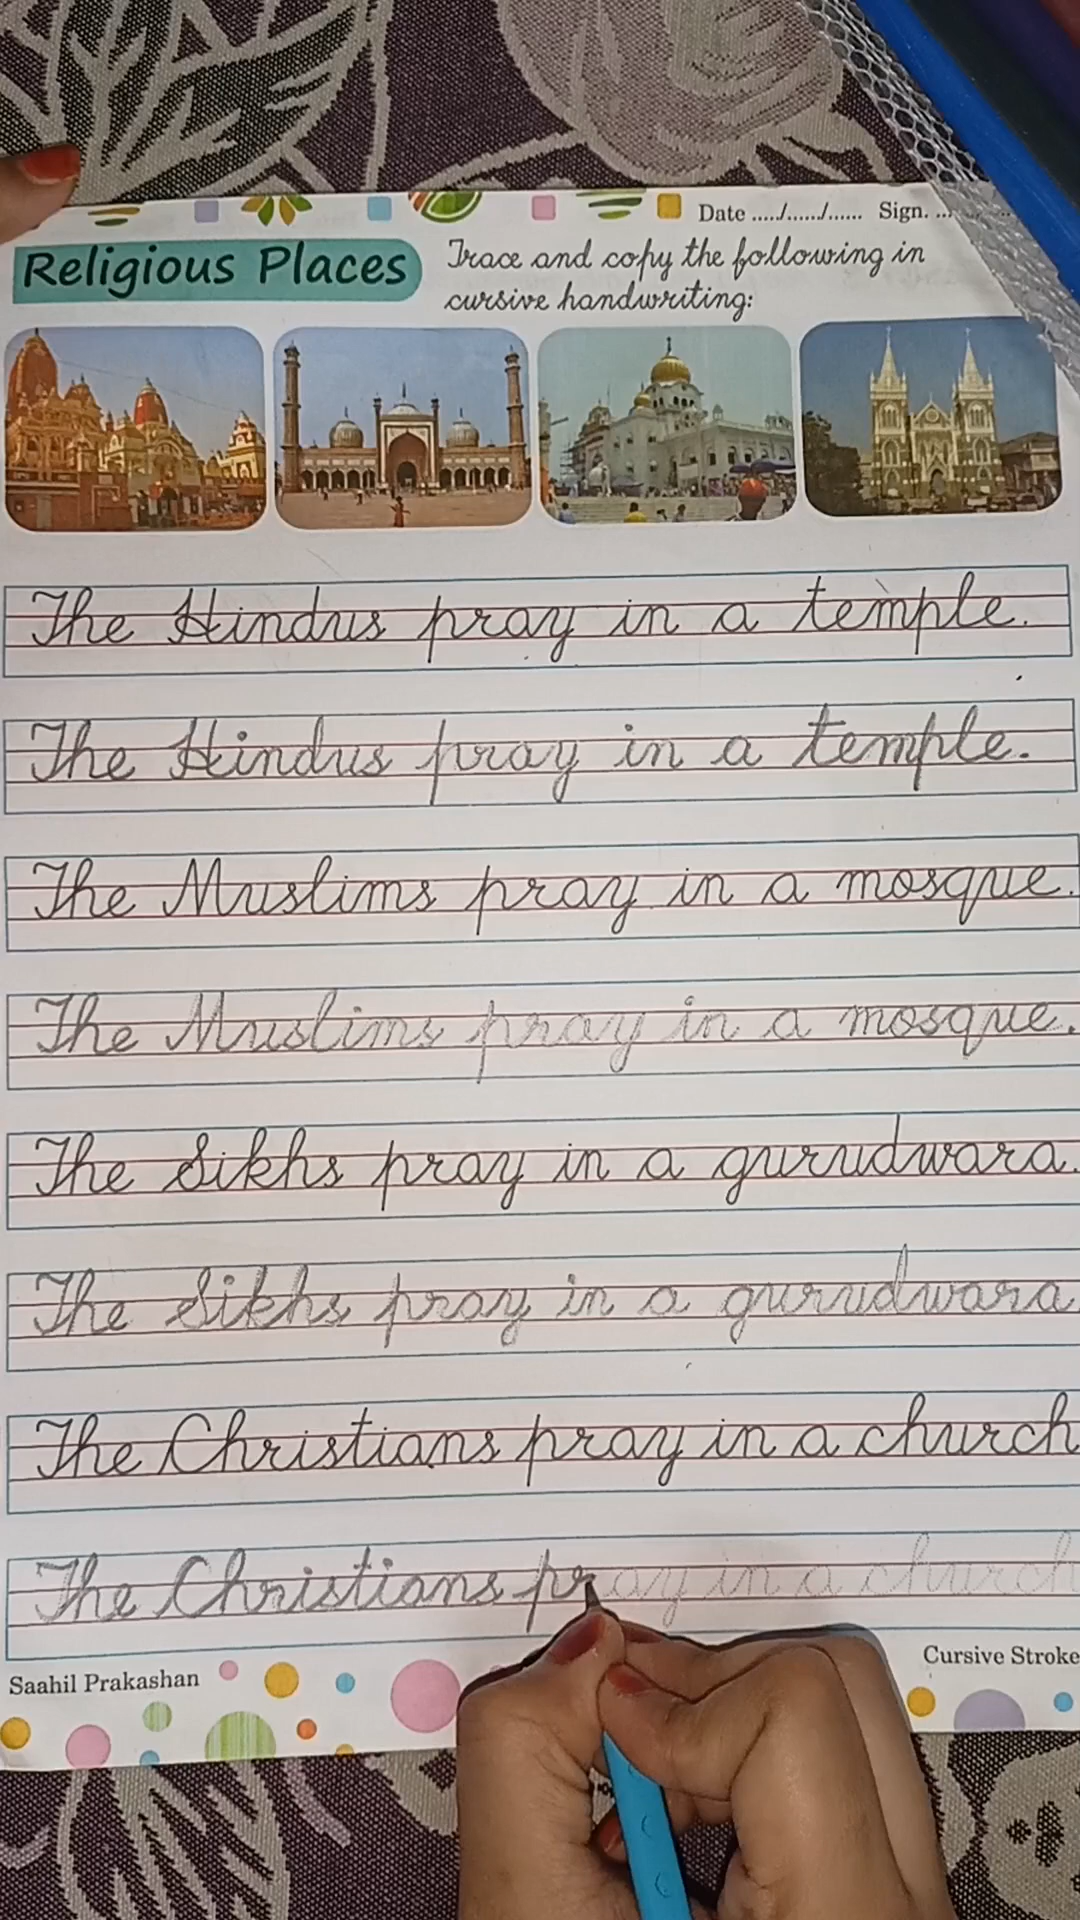 Date ...../....../...... Sign. ...
Religious Places
Trace and copy the following in
cursive handwriting:
The Hindus pray in a temple.
The Hindus pray in a temple.
The Muslims pray in a mosque.
The Muslims pray in a mosque.
The Sikhs pray in a gurudwara.
The Sikhs pray in a gurudwara
The Christians pray in a church
The Christians pray in a church
Saahil Prakashan
Cursive Stroke